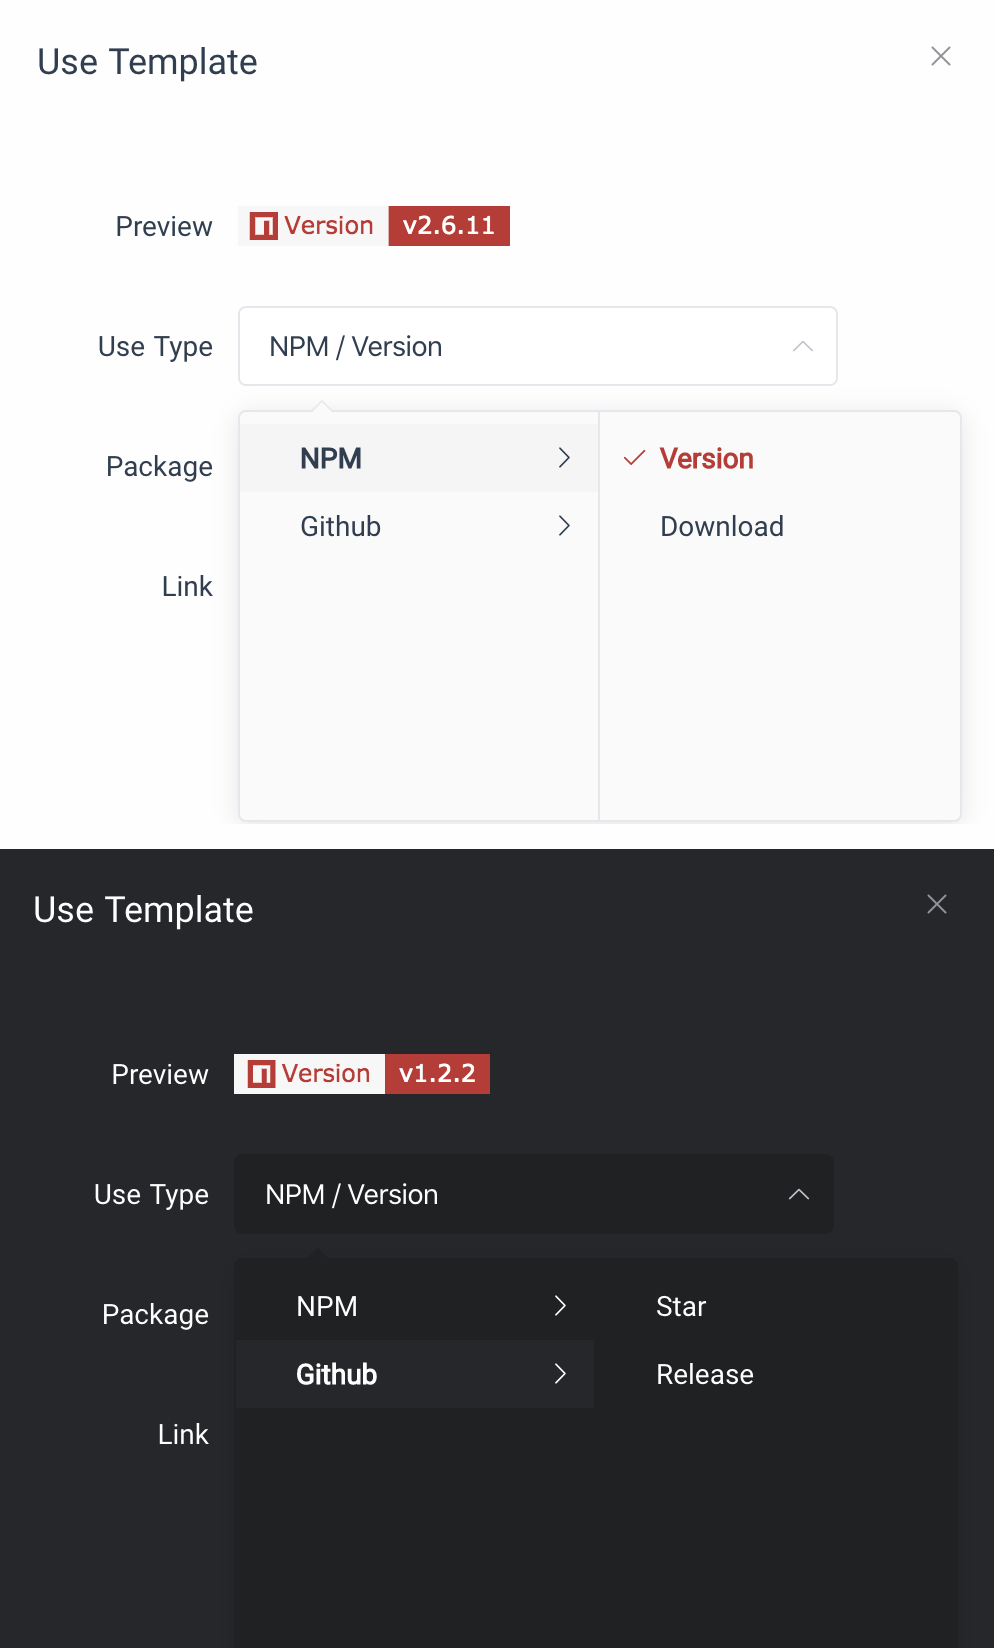 Use Template
Preview Version v2.6.11
Use Type NPM / Version
Package NPM Version
Github Download
Link
Use Template
Preview Version v1.2.2
Use Type NPM / Version
Package NPM Star
Github Release
Link